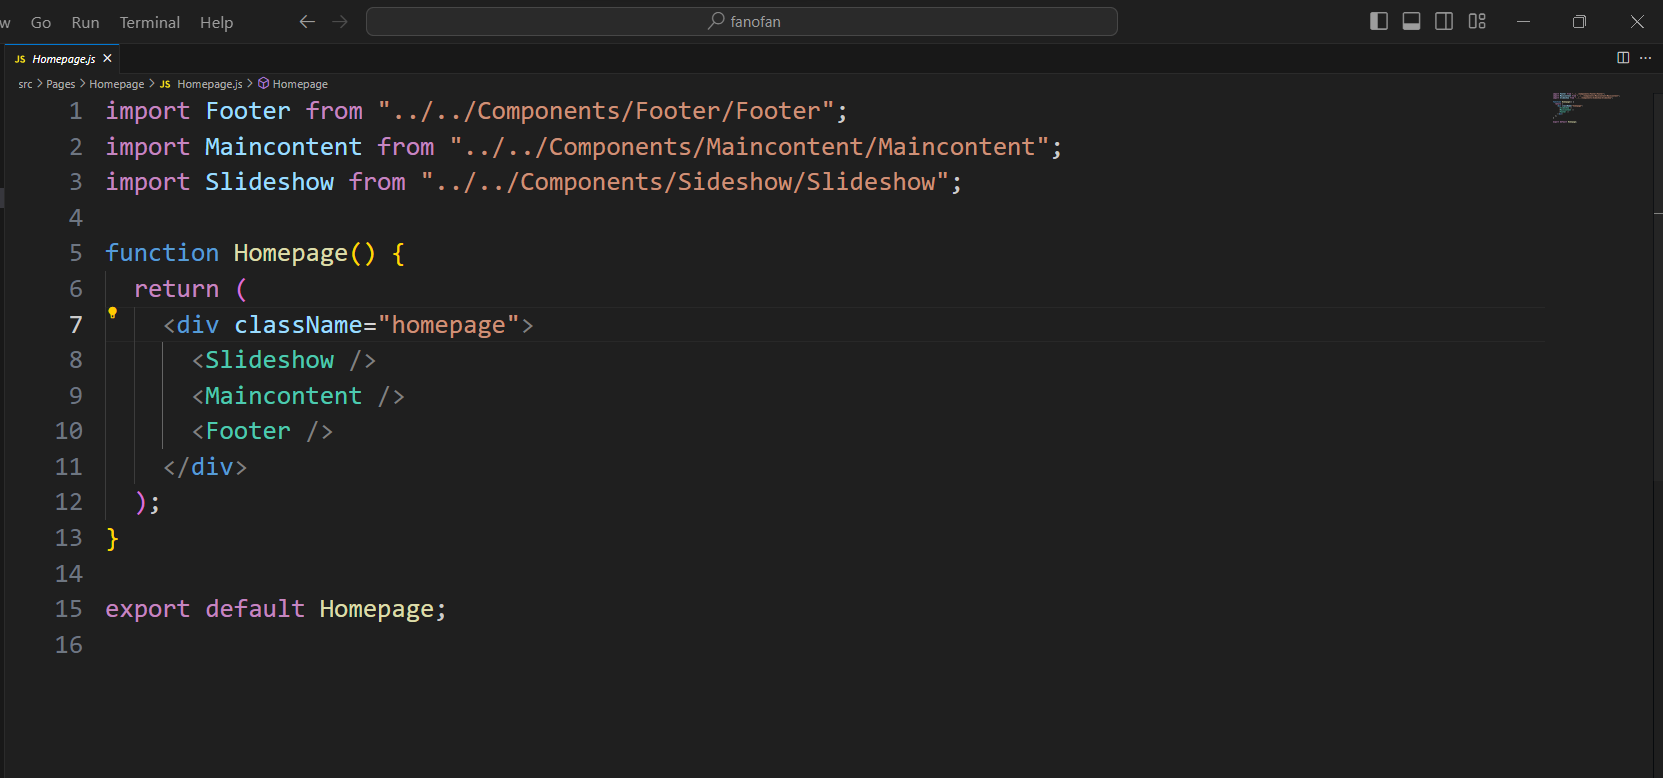 Go Run Terminal Help fanofan
JS Homepage.js
src > Pages > Homepage > JS Homepage.js > Homepage
1 import Footer from "../../Components/Footer/Footer";
2 import Maincontent from "../../Components/Maincontent/Maincontent";
3 import Slideshow from "../../Components/Sideshow/Slideshow";
4
5 function Homepage() {
6 return (
7 <div className="homepage">
8 <Slideshow />
9 <Maincontent />
10 <Footer />
11 </div>
12 );
13 }
14
15 export default Homepage;
16